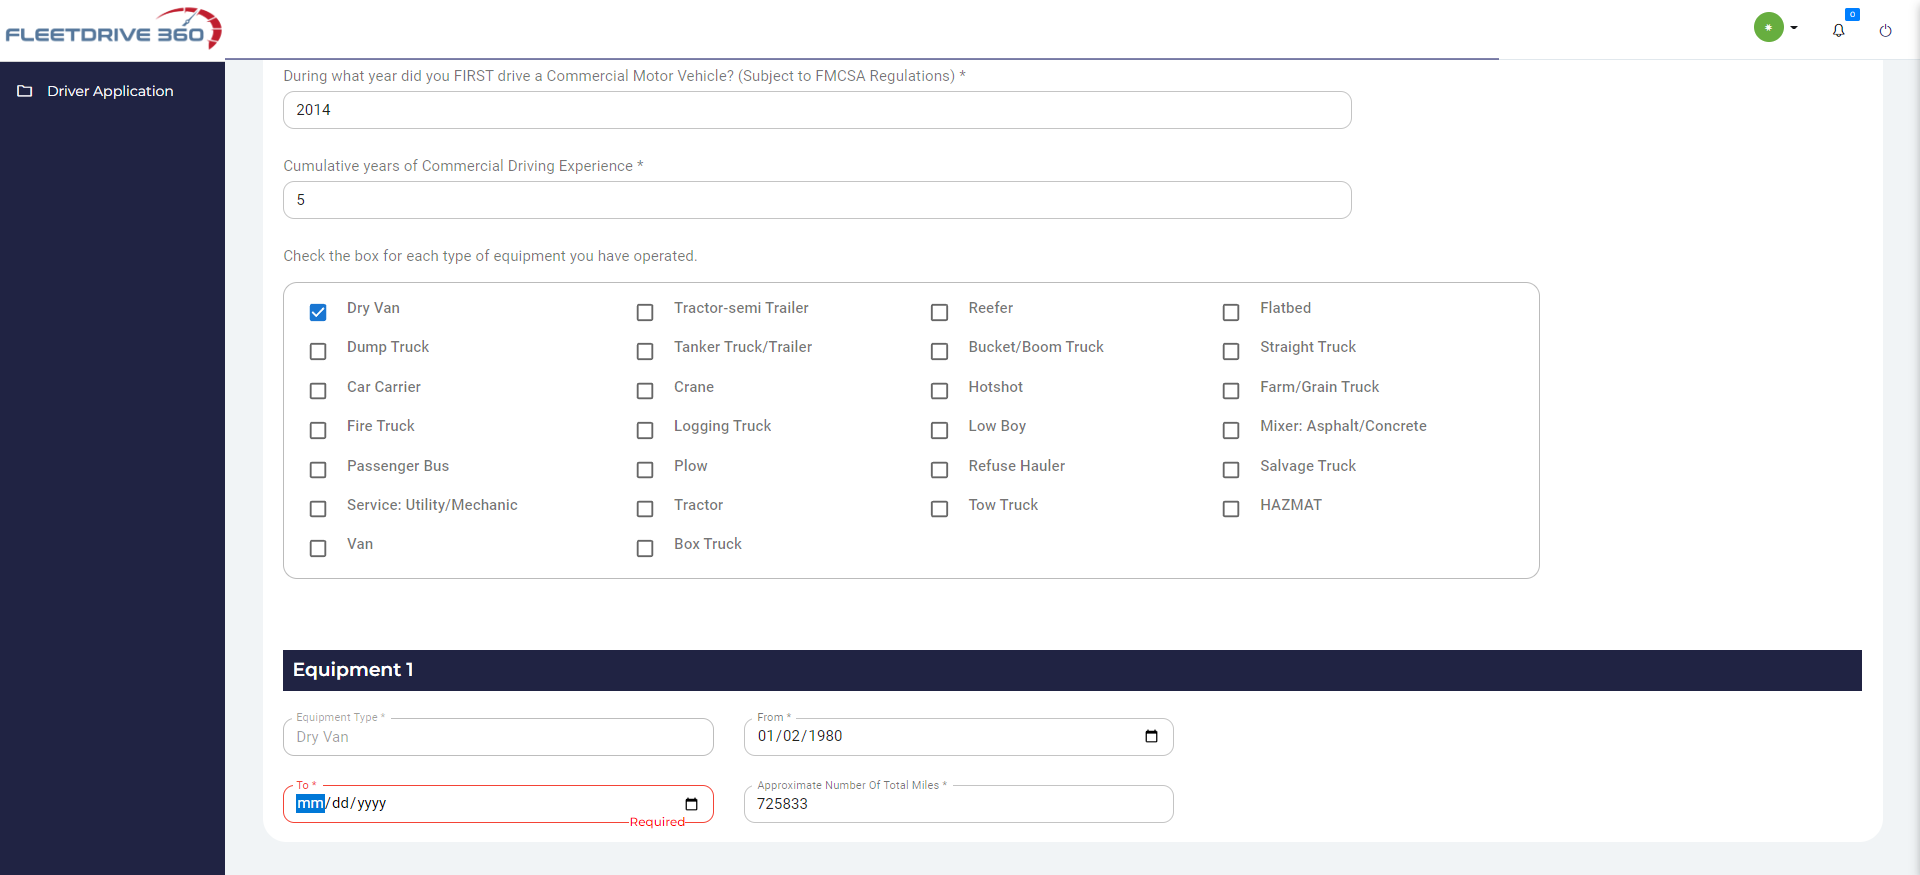 FLEETDRIVE 360
0
Driver Application
During what year did you FIRST drive a Commercial Motor Vehicle? (Subject to FMCSA Regulations) *
2014
Cumulative years of Commercial Driving Experience *
5
Check the box for each type of equipment you have operated.
Dry Van Tractor-semi Trailer Reefer Flatbed
Dump Truck Tanker Truck/Trailer Bucket/Boom Truck Straight Truck
Car Carrier Crane Hotshot Farm/Grain Truck
Fire Truck Logging Truck Low Boy Mixer: Asphalt/Concrete
Passenger Bus Plow Refuse Hauler Salvage Truck
Service: Utility/Mechanic Tractor Tow Truck HAZMAT
Van Box Truck
Equipment 1
Equipment Type * From *
Dry Van 01/02/1980
To * Approximate Number Of Total Miles *
mm/dd/yyyy 725833
Required